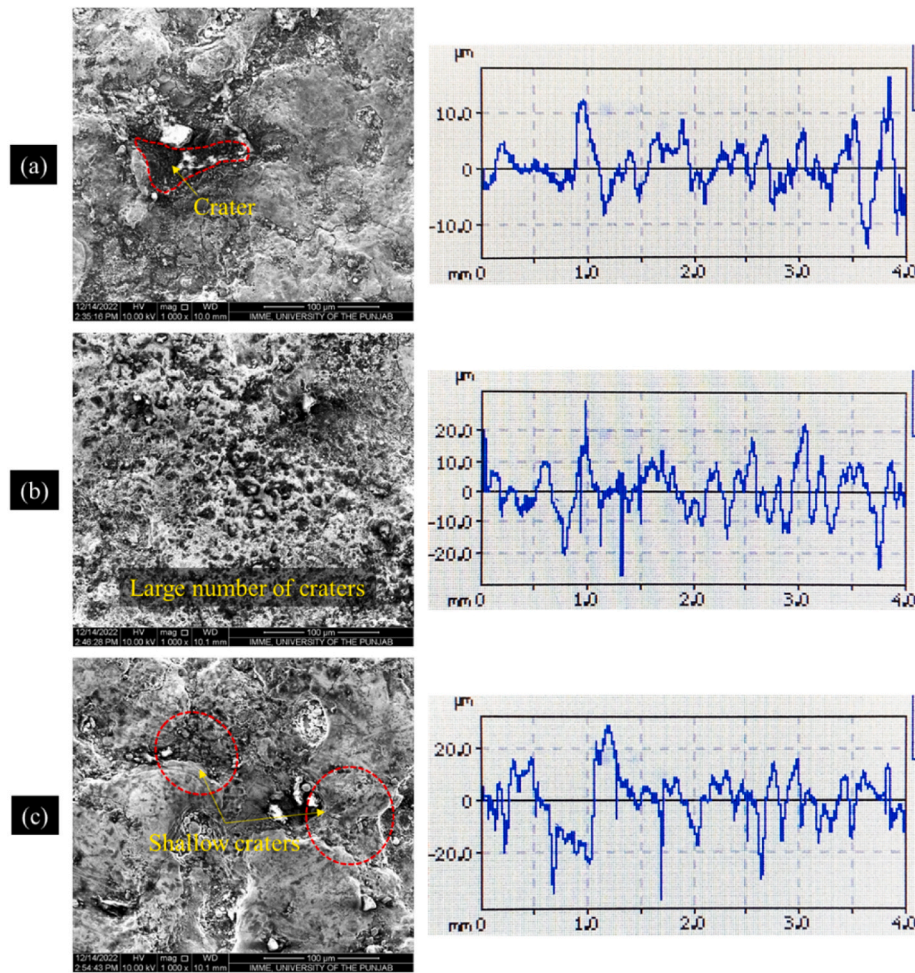 (a)
Crater
12/14/2022 HV mag □ WD 100 µm
2:35:16 PM 10.00 kV 1 000 x 10.0 mm IMME, UNIVERSITY OF THE PUNJAB
µm
10.0
0
-10.0
mm 0 1.0 2.0 3.0 4.0
(b)
Large number of craters
12/14/2022 HV mag □ WD 100 µm
2:46:28 PM 10.00 kV 1 000 x 10.1 mm IMME, UNIVERSITY OF THE PUNJAB
µm
20.0
10.0
0
-10.0
-20.0
mm 0 1.0 2.0 3.0 4.0
(c)
Shallow craters
12/14/2022 HV mag □ WD 100 µm
2:54:43 PM 10.00 kV 1 000 x 10.1 mm IMME, UNIVERSITY OF THE PUNJAB
µm
20.0
0
-20.0
mm 0 1.0 2.0 3.0 4.0